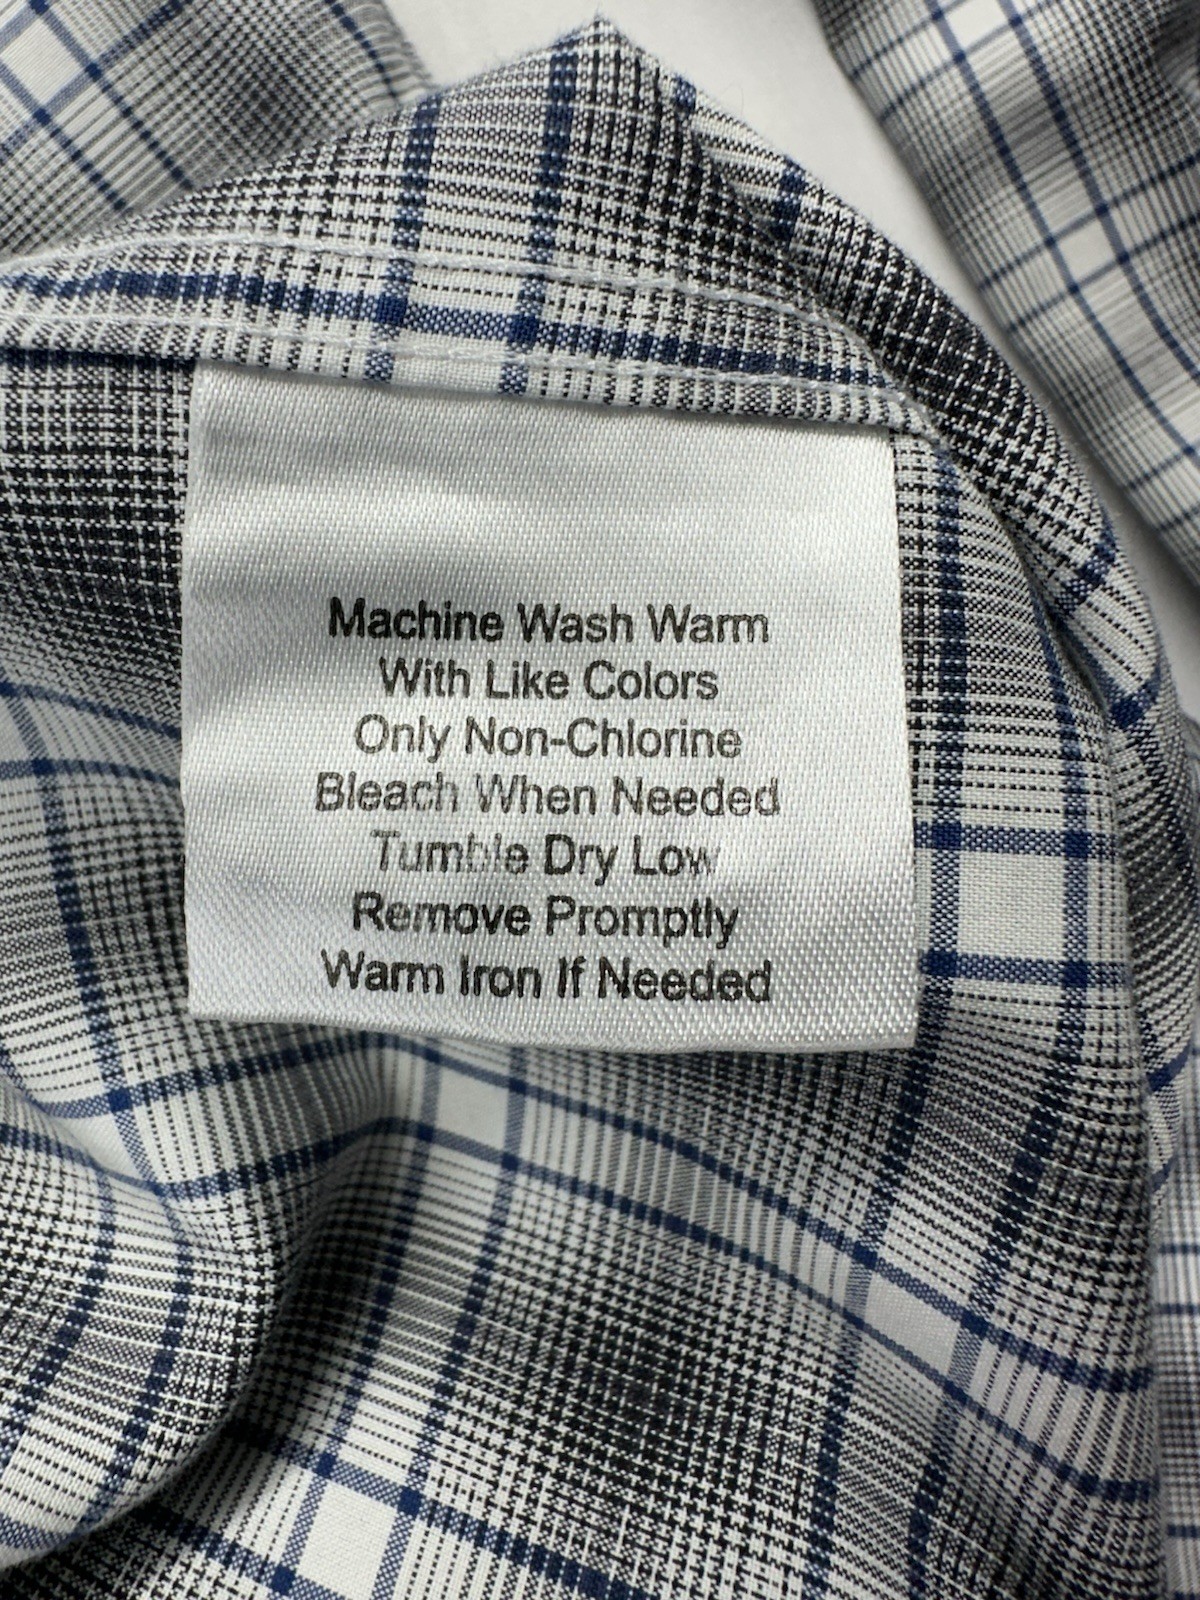 Machine Wash Warm
With Like Colors
Only Non-Chlorine
Bleach When Needed
Tumble Dry Low
Remove Promptly
Warm Iron If Needed